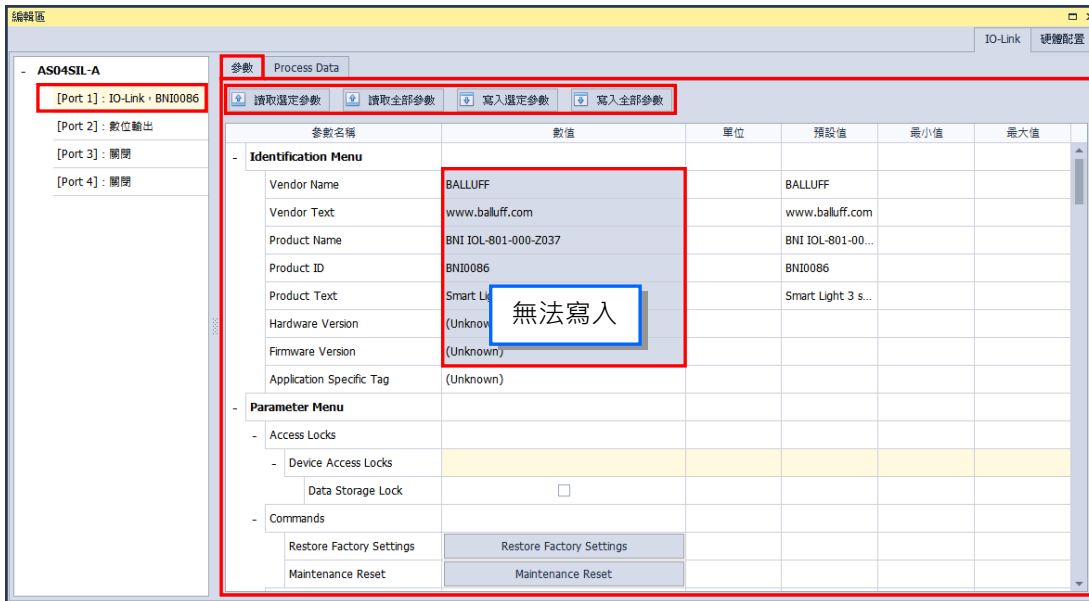 編輯區
IO-Link 硬體配置
AS04SIL-A
[Port 1] : IO-Link，BNI0086
[Port 2] : 數位輸出
[Port 3] : 關閉
[Port 4] : 關閉
參數 Process Data
讀取選定參數 讀取全部參數 寫入選定參數 寫入全部參數
參數名稱 數值 單位 預設值 最小值 最大值
Identification Menu
Vendor Name BALLUFF BALLUFF
Vendor Text www.balluff.com www.balluff.com
Product Name BNI IOL-801-000-Z037 BNI IOL-801-00...
Product ID BNI0086 BNI0086
Product Text Smart Smart Light 3 s...
Hardware Version
Firmware Version (Unknown)
無法寫入
Application Specific Tag (Unknown)
Parameter Menu
Access Locks
Device Access Locks
Data Storage Lock
Commands
Restore Factory Settings Restore Factory Settings
Maintenance Reset Maintenance Reset